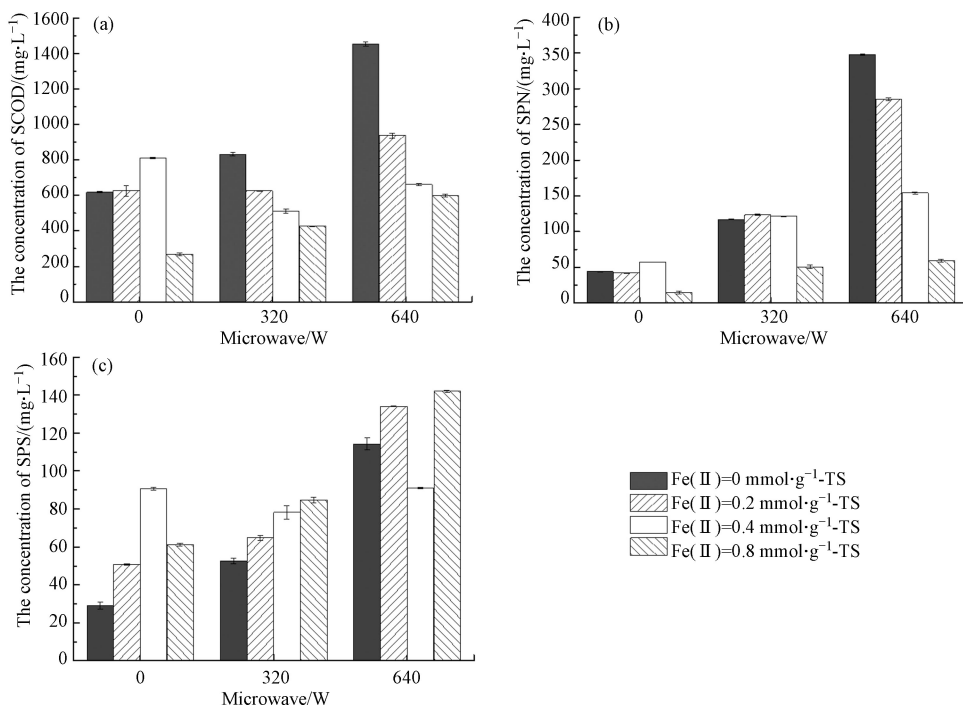 (a)
The concentration of SCOD/(mg·L⁻¹)
1600
1400
1200
1000
800
600
400
200
0
0 320 640
Microwave/W
(b)
The concentration of SPN/(mg·L⁻¹)
400
350
300
250
200
150
100
50
0
0 320 640
Microwave/W
(c)
The concentration of SPS/(mg·L⁻¹)
160
140
120
100
80
60
40
20
0
0 320 640
Microwave/W
Fe(Ⅱ)=0 mmol·g⁻¹-TS
Fe(Ⅱ)=0.2 mmol·g⁻¹-TS
Fe(Ⅱ)=0.4 mmol·g⁻¹-TS
Fe(Ⅱ)=0.8 mmol·g⁻¹-TS